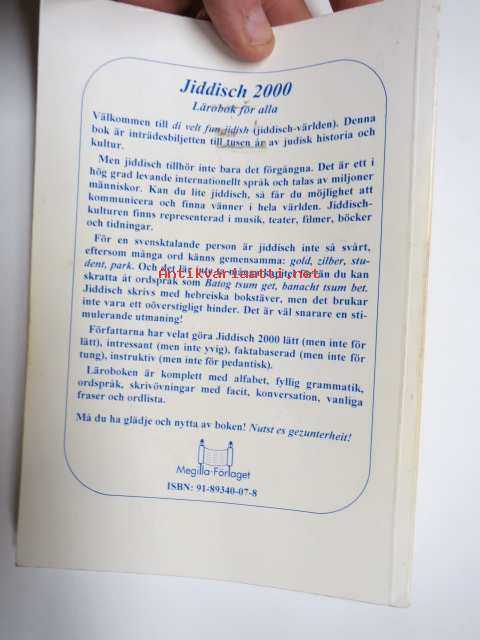 Jiddisch 2000
Lärobok för alla
Välkommen till di velt fun jidish (jiddisch-världen). Denna
bok är inträdesbiljetten till tusen år av judisk historia och
kultur.
Men jiddisch tillhör inte bara det förgångna. Det är ett i
hög grad levande internationellt språk och talas av miljoner
människor. Kan du lite jiddisch, så får du möjlighet att
kommunicera och finna vänner i hela världen. Jiddisch-
kulturen finns representerad i musik, teater, filmer, böcker
och tidningar.
För en svensktalande person är jiddisch inte så svårt,
eftersom många ord känns gemensamma: gold, zilber, stu-
dent, park. Och det blir inte många kapitel förrän du kan
Antikvariaatti.net
skratta åt ordspråk som Batog tsum get, banacht tsum bet.
Jiddisch skrivs med hebreiska bokstäver, men det brukar
inte vara ett oöverstigligt hinder. Det är väl snarare en sti-
mulerande utmaning!
Författarna har velat göra Jiddisch 2000 lätt (men inte för
lätt), intressant (men inte yvig), faktabaserad (men inte för
tung), instruktiv (men inte för pedantisk).
Läroboken är komplett med alfabet, fyllig grammatik,
ordspråk, skrivövningar med facit, konversation, vanliga
fraser och ordlista.
Må du ha glädje och nytta av boken! Nutst es gezunterheit!
Megilla-Förlaget
ISBN: 91-89340-07-8